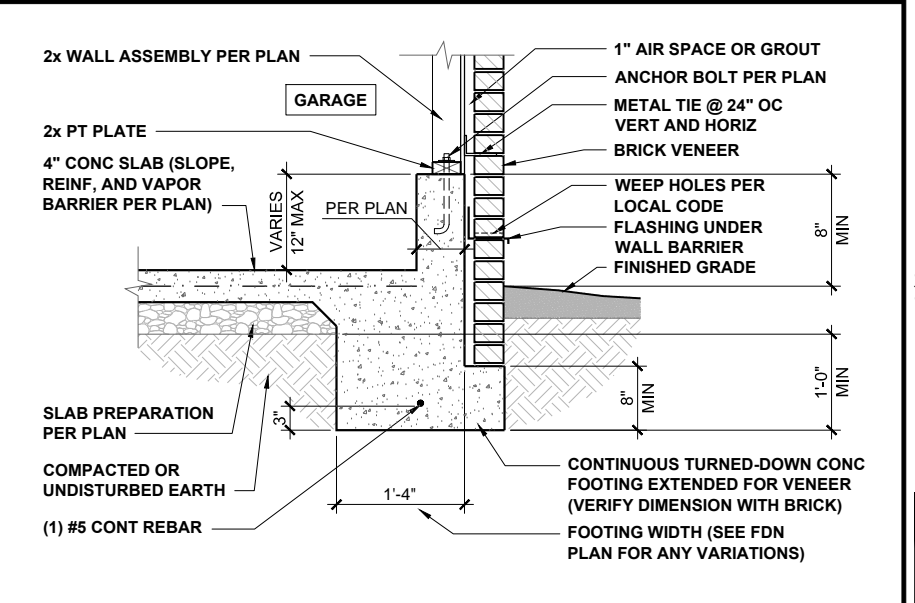 2x WALL ASSEMBLY PER PLAN
GARAGE
2x PT PLATE
4" CONC SLAB (SLOPE,
REINF, AND VAPOR
BARRIER PER PLAN)
VARIES
12" MAX
PER PLAN
1" AIR SPACE OR GROUT
ANCHOR BOLT PER PLAN
METAL TIE @ 24" OC
VERT AND HORIZ
BRICK VENEER
WEEP HOLES PER
LOCAL CODE
FLASHING UNDER
WALL BARRIER
FINISHED GRADE
8"
MIN
8"
MIN
1'-0"
MIN
3"
SLAB PREPARATION
PER PLAN
COMPACTED OR
UNDISTURBED EARTH
(1) #5 CONT REBAR
1'-4"
CONTINUOUS TURNED-DOWN CONC
FOOTING EXTENDED FOR VENEER
(VERIFY DIMENSION WITH BRICK)
FOOTING WIDTH (SEE FDN
PLAN FOR ANY VARIATIONS)